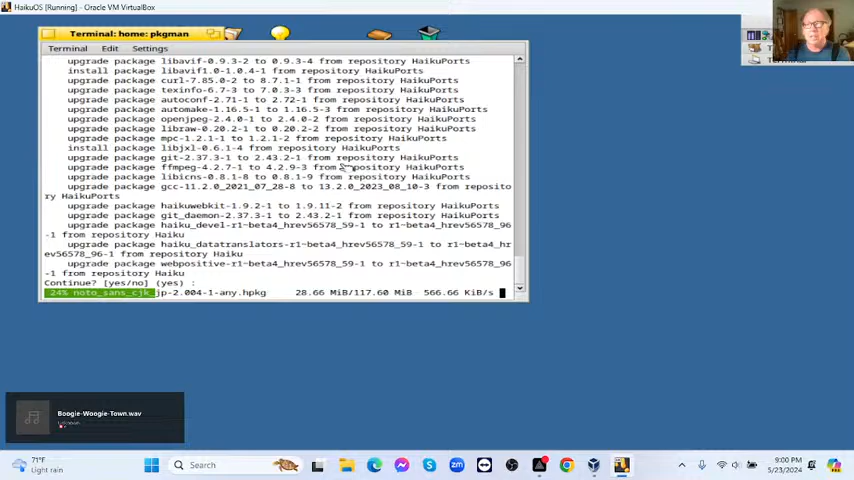 HaikuOS [Running] - Oracle VM VirtualBox
Terminal: home: pkgman
Terminal Edit Settings
upgrade package libavif-0.9.3-2 to 0.9.3-4 from repository HaikuPorts
install package libavif1.0-1.0.4-1 from repository HaikuPorts
upgrade package curl-7.85.0-2 to 8.7.1-1 from repository HaikuPorts
upgrade package texinfo-6.7-3 to 7.0.3-3 from repository HaikuPorts
upgrade package autoconf-2.71-1 to 2.72-1 from repository HaikuPorts
upgrade package automake-1.16.5-1 to 1.16.5-3 from repository HaikuPorts
upgrade package openjpeg-2.4.0-1 to 2.4.0-2 from repository HaikuPorts
upgrade package libraw-0.20.2-1 to 0.20.2-2 from repository HaikuPorts
upgrade package mpc-1.2.1-1 to 1.2.1-2 from repository HaikuPorts
install package libjxl-0.6.1-4 from repository HaikuPorts
upgrade package git-2.37.3-1 to 2.43.2-1 from repository HaikuPorts
upgrade package ffmpeg-4.2.7-1 to 4.2.9-3 from repository HaikuPorts
upgrade package libicns-0.8.1-8 to 0.8.1-9 from repository HaikuPorts
upgrade package gcc-11.2.0_2021_07_28-8 to 13.2.0_2023_08_10-3 from reposito
ry HaikuPorts
upgrade package haikuwebkit-1.9.2-1 to 1.9.11-2 from repository HaikuPorts
upgrade package git_daemon-2.37.3-1 to 2.43.2-1 from repository HaikuPorts
upgrade package haiku_devel-r1~beta4_hrev56578_59-1 to r1~beta4_hrev56578_96
-1 from repository Haiku
upgrade package haiku_datatranslators-r1~beta4_hrev56578_59-1 to r1~beta4_hr
ev56578_96-1 from repository Haiku
upgrade package webpositive-r1~beta4_hrev56578_59-1 to r1~beta4_hrev56578_96
-1 from repository Haiku
Continue? [yes/no] (yes) :
24% noto_sans_cjk_jp-2.004-1-any.hpkg 28.66 MiB/117.60 MiB 566.66 KiB/s
Boogie-Woogie-Town.wav
71°F
Light rain
Search
9:00 PM
5/23/2024